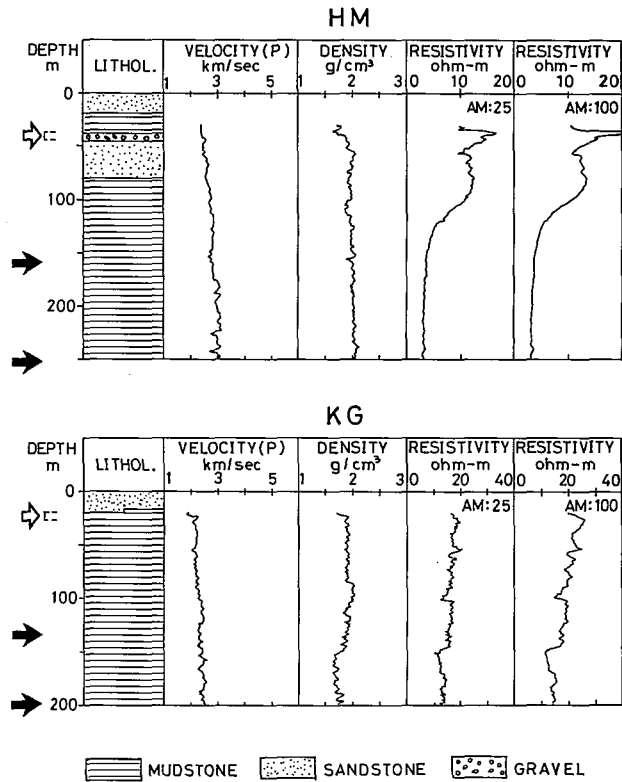 HM
DEPTH m LITHOL. VELOCITY(P) km/sec DENSITY g/cm³ RESISTIVITY ohm-m RESISTIVITY ohm-m
1 3 5 1 2 3 0 10 20 0 10 20
AM:25 AM:100
0
100
200
KG
DEPTH m LITHOL. VELOCITY(P) km/sec DENSITY g/cm³ RESISTIVITY ohm-m RESISTIVITY ohm-m
1 3 5 1 2 3 0 20 40 0 20 40
AM:25 AM:100
0
100
200
MUDSTONE SANDSTONE GRAVEL